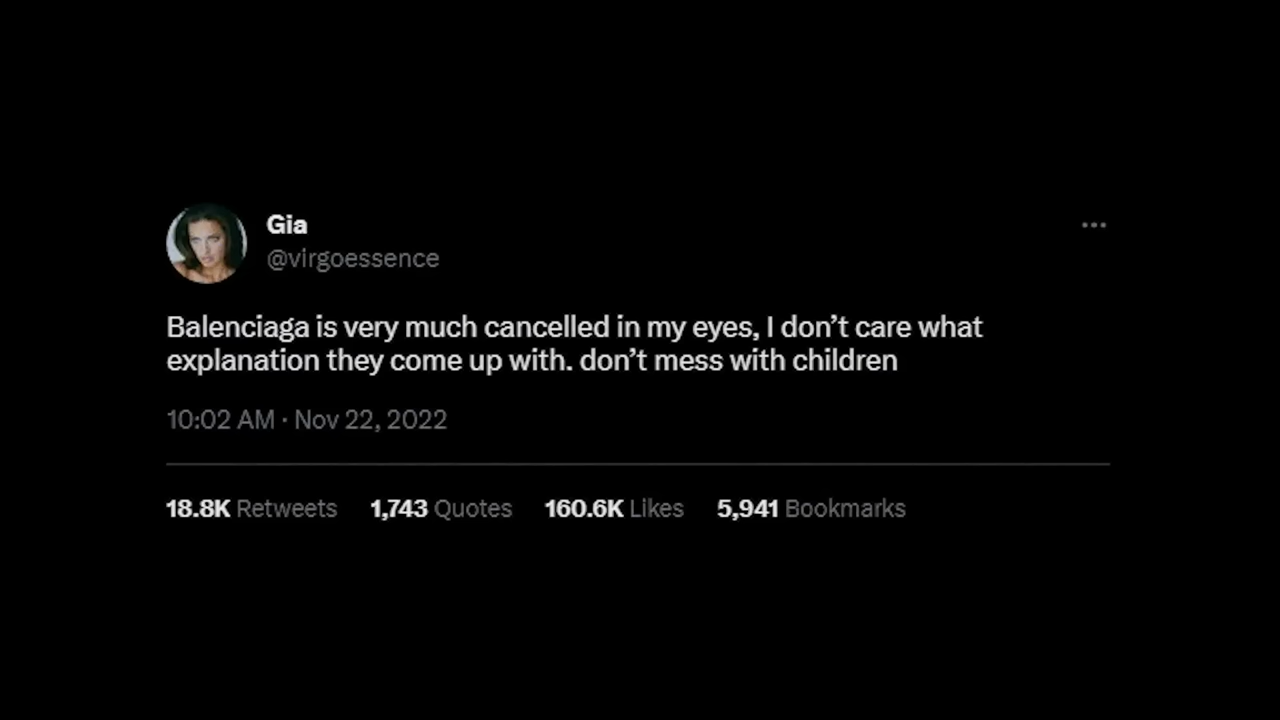 Gia
@virgoessence
Balenciaga is very much cancelled in my eyes, I don’t care what
explanation they come up with. don’t mess with children
10:02 AM · Nov 22, 2022
18.8K Retweets 1,743 Quotes 160.6K Likes 5,941 Bookmarks